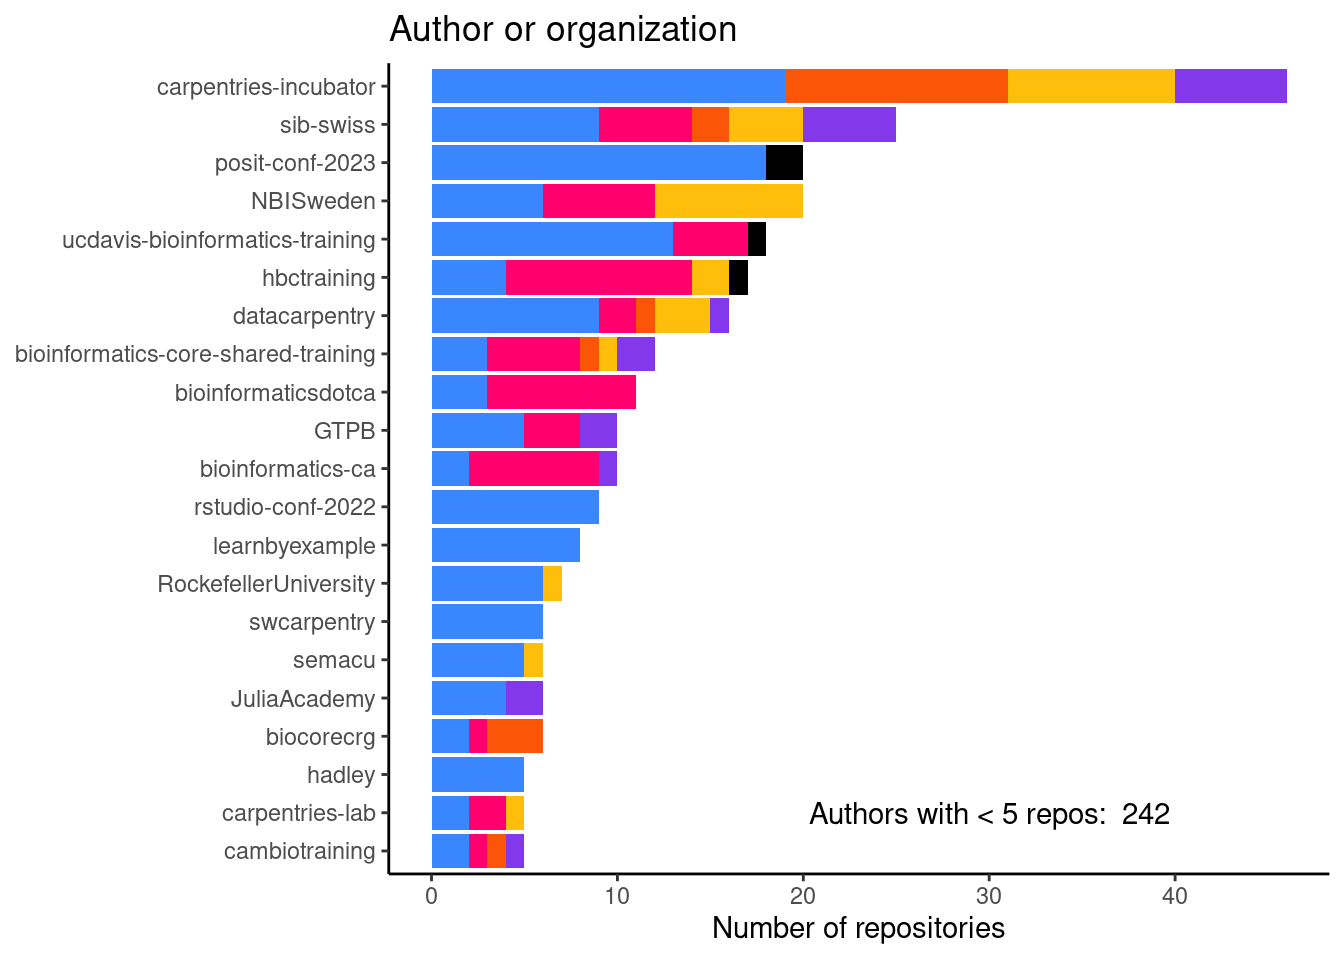 Author or organization
carpentries-incubator
sib-swiss
posit-conf-2023
NBISweden
ucdavis-bioinformatics-training
hbctraining
datacarpentry
bioinformatics-core-shared-training
bioinformaticsdotca
GTPB
bioinformatics-ca
rstudio-conf-2022
learnbyexample
RockefellerUniversity
swcarpentry
semacu
JuliaAcademy
biocorecrg
hadley
carpentries-lab
Authors with < 5 repos: 242
cambiotraining
0 10 20 30 40
Number of repositories